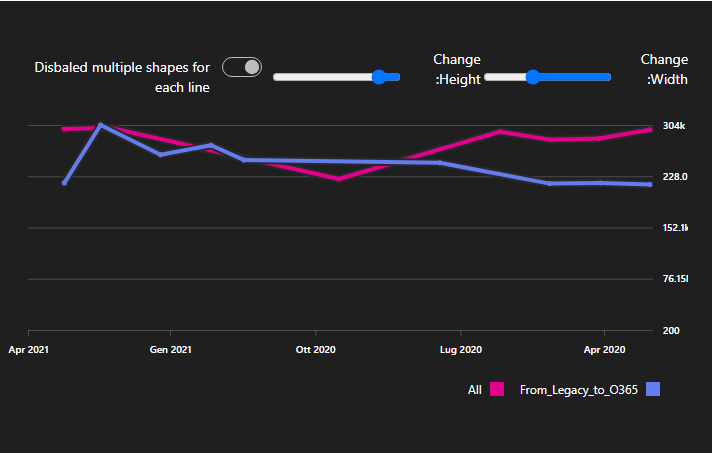 Disbaled multiple shapes for
each line
Change
:Height
Change
:Width
304k
228.0
152.1k
76.15k
200
Apr 2021
Gen 2021
Ott 2020
Lug 2020
Apr 2020
All
From_Legacy_to_O365